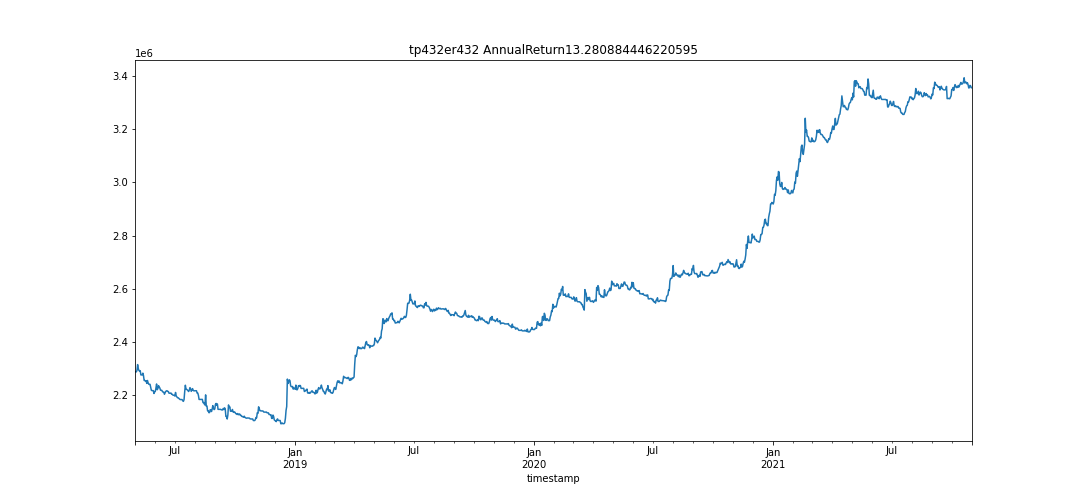 tp432er432 AnnualReturn13.280884446220595
1e6
3.4
3.2
3.0
2.8
2.6
2.4
2.2
Jul Jan Jul Jan Jul Jan Jul
2019 2020 2021
timestamp